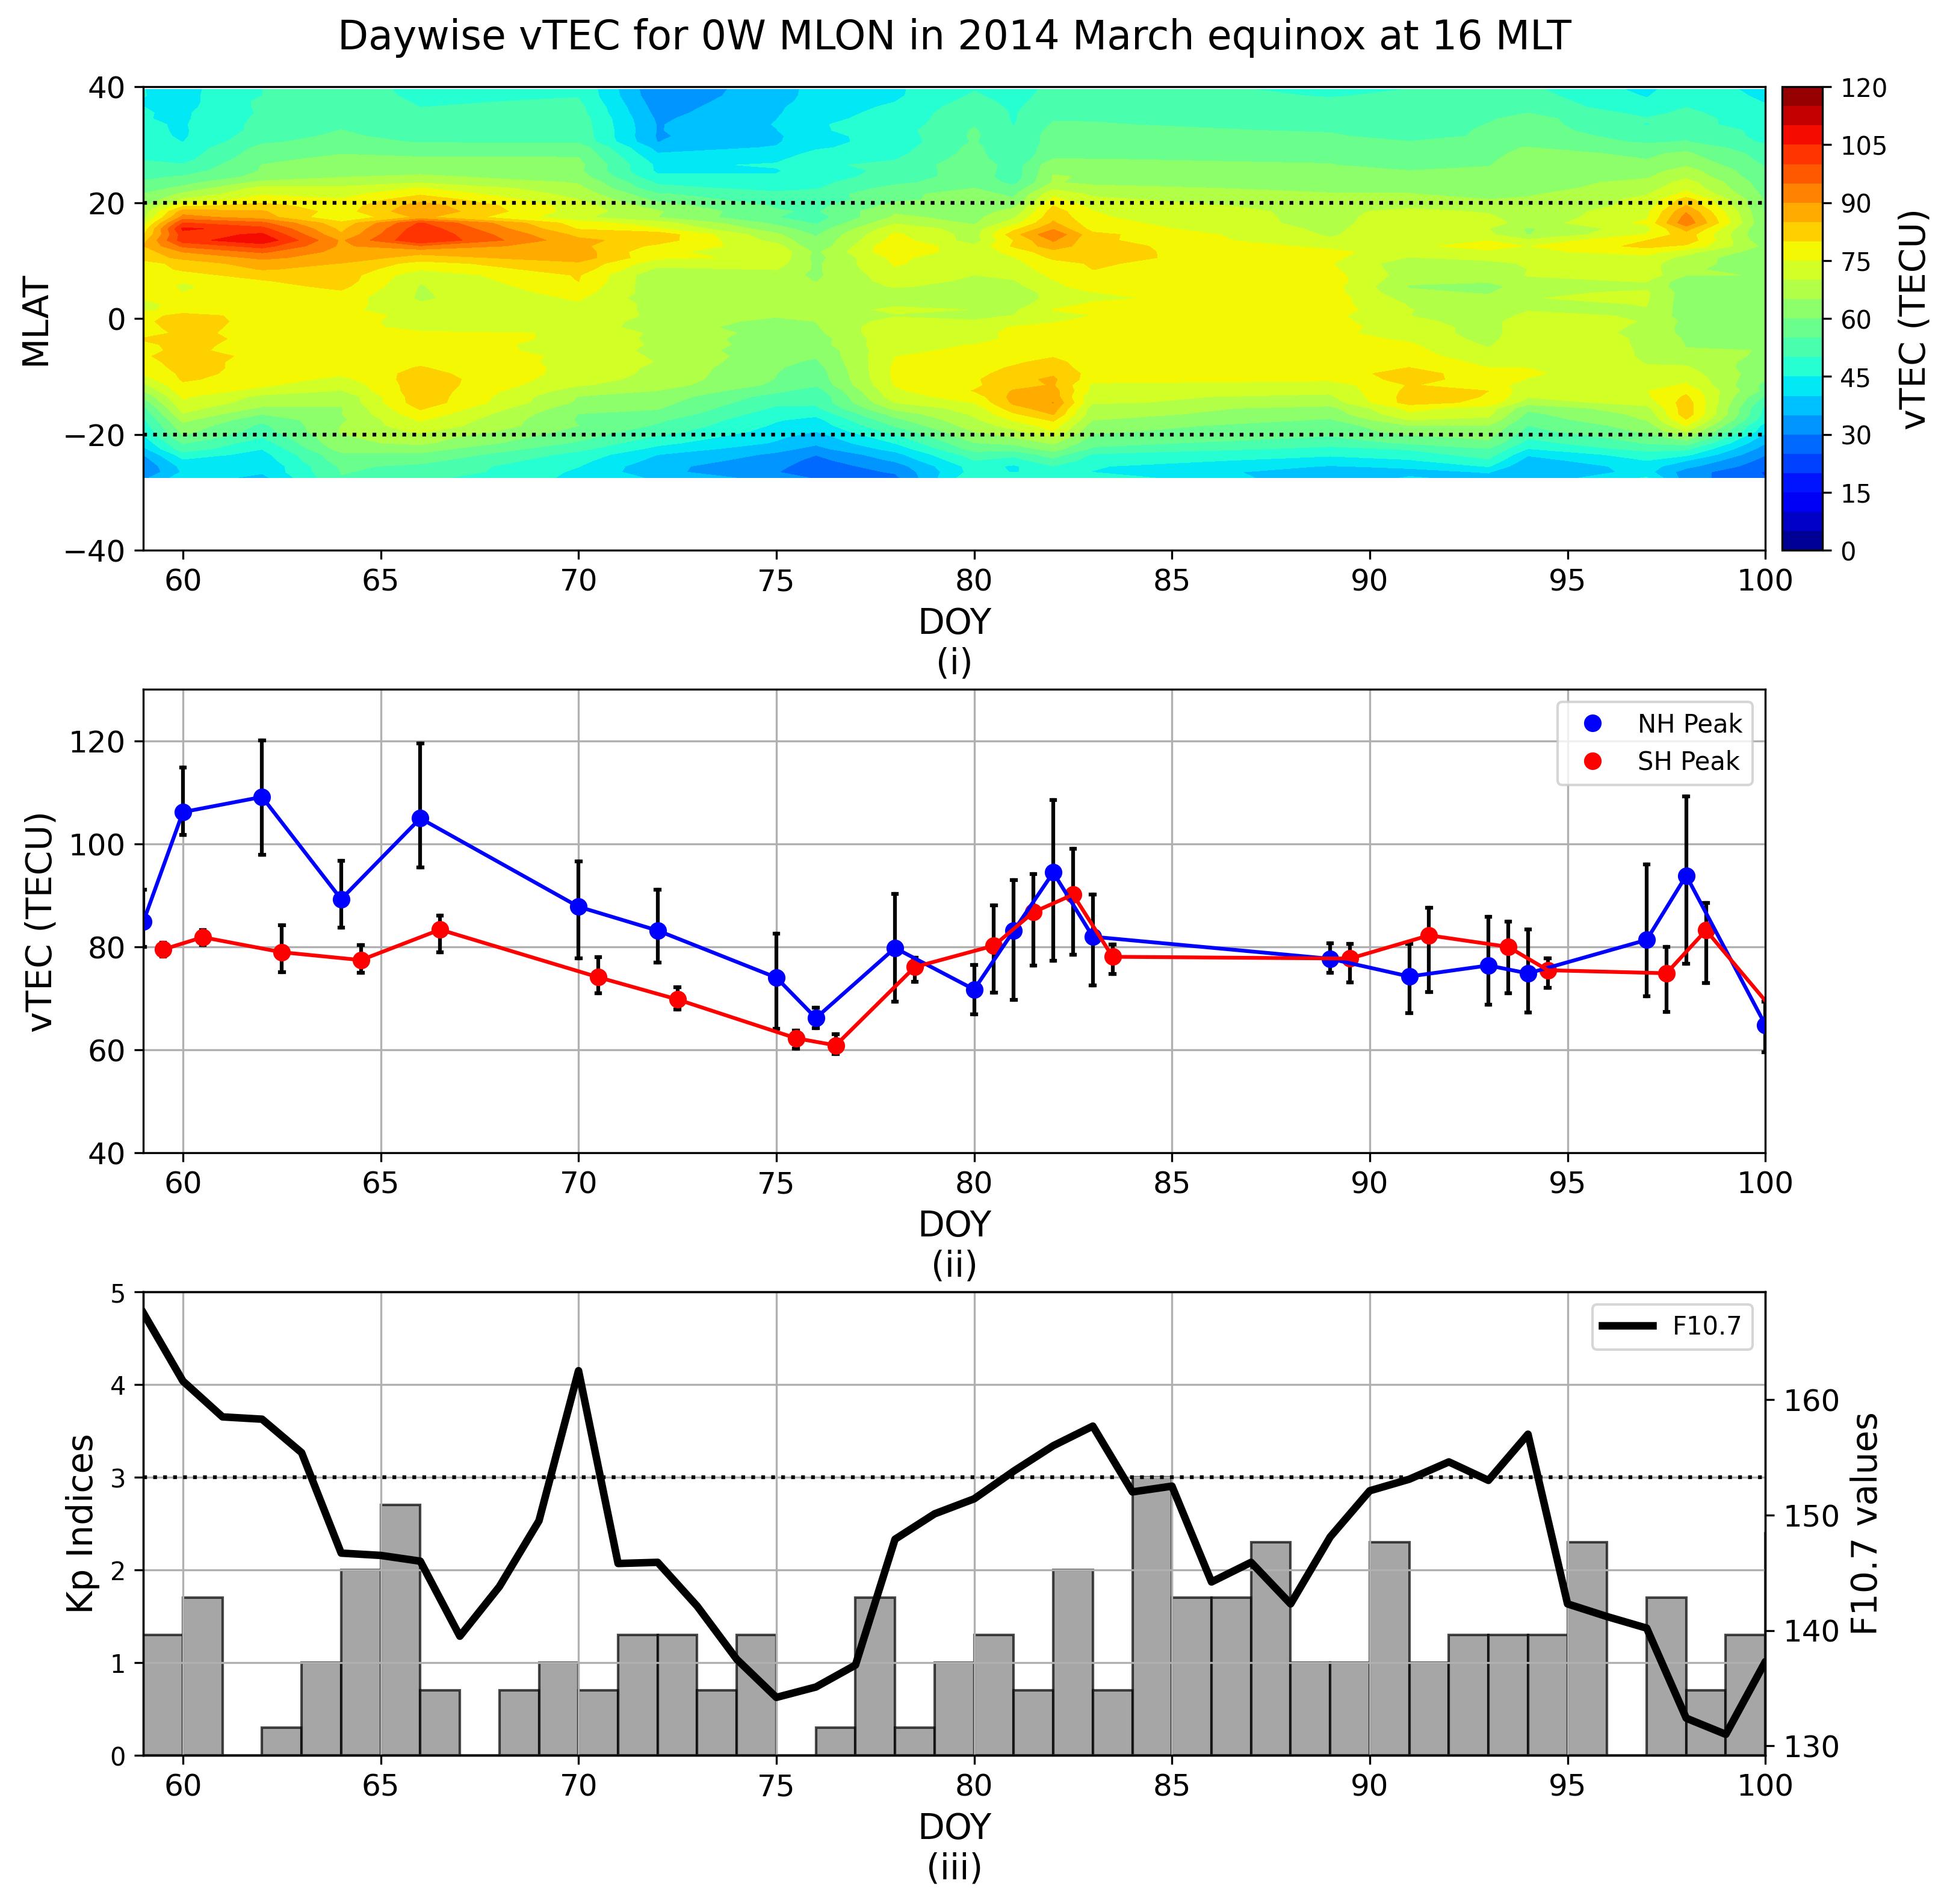 Daywise vTEC for 0W MLON in 2014 March equinox at 16 MLT
40
20
0
−20
−40
MLAT
60 65 70 75 80 85 90 95 100
DOY
(i)
120
105
90
75
60
45
30
15
0
vTEC (TECU)
120
100
80
60
40
vTEC (TECU)
NH Peak
SH Peak
60 65 70 75 80 85 90 95 100
DOY
(ii)
5
4
3
2
1
0
Kp Indices
F10.7
160
150
140
130
F10.7 values
60 65 70 75 80 85 90 95 100
DOY
(iii)